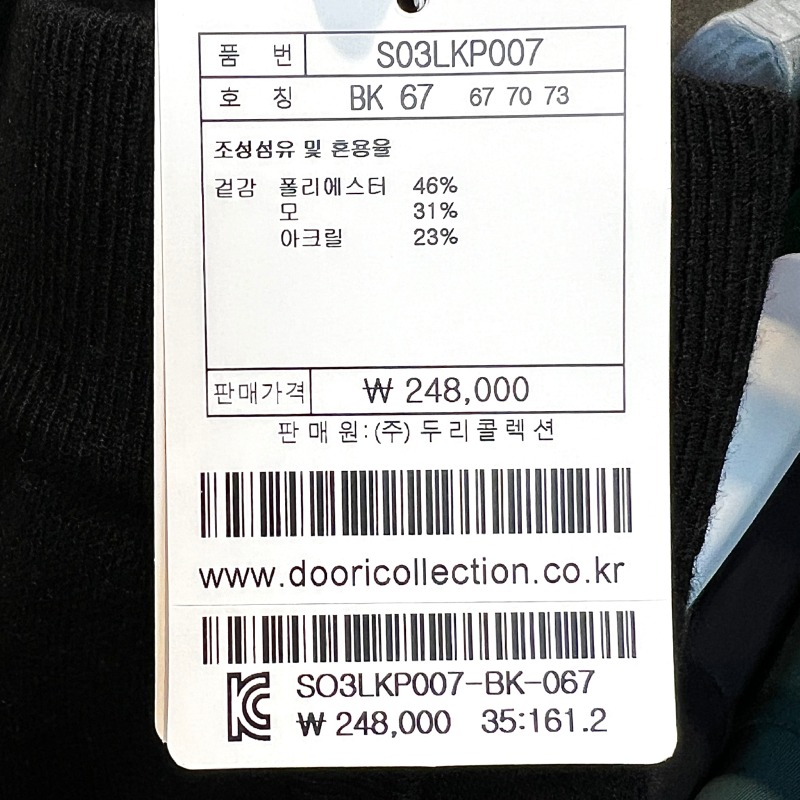 품 번 S03LKP007
호 칭 BK 67 67 70 73
조성섬유 및 혼용율
겉감 폴리에스터 46%
모 31%
아크릴 23%
판매가격 ₩ 248,000
판 매 원:(주) 두 리 콜 렉 션
www.dooricollection.co.kr
S03LKP007-BK-067
₩ 248,000 35:161.2